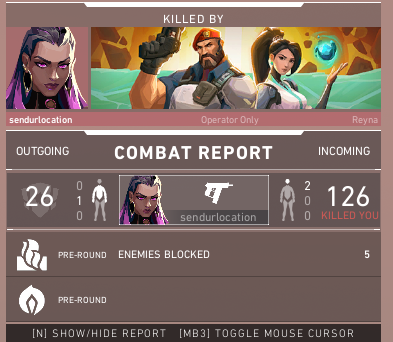 KILLED BY
sendurlocation Operator Only Reyna
OUTGOING COMBAT REPORT INCOMING
26 0 1 0 sendurlocation 2 0 0 126
KILLED YOU
PRE-ROUND ENEMIES BLOCKED 5
PRE-ROUND
[N] SHOW/HIDE REPORT [MB3] TOGGLE MOUSE CURSOR